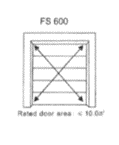 FS 600
Rated door area < 10.0㎡